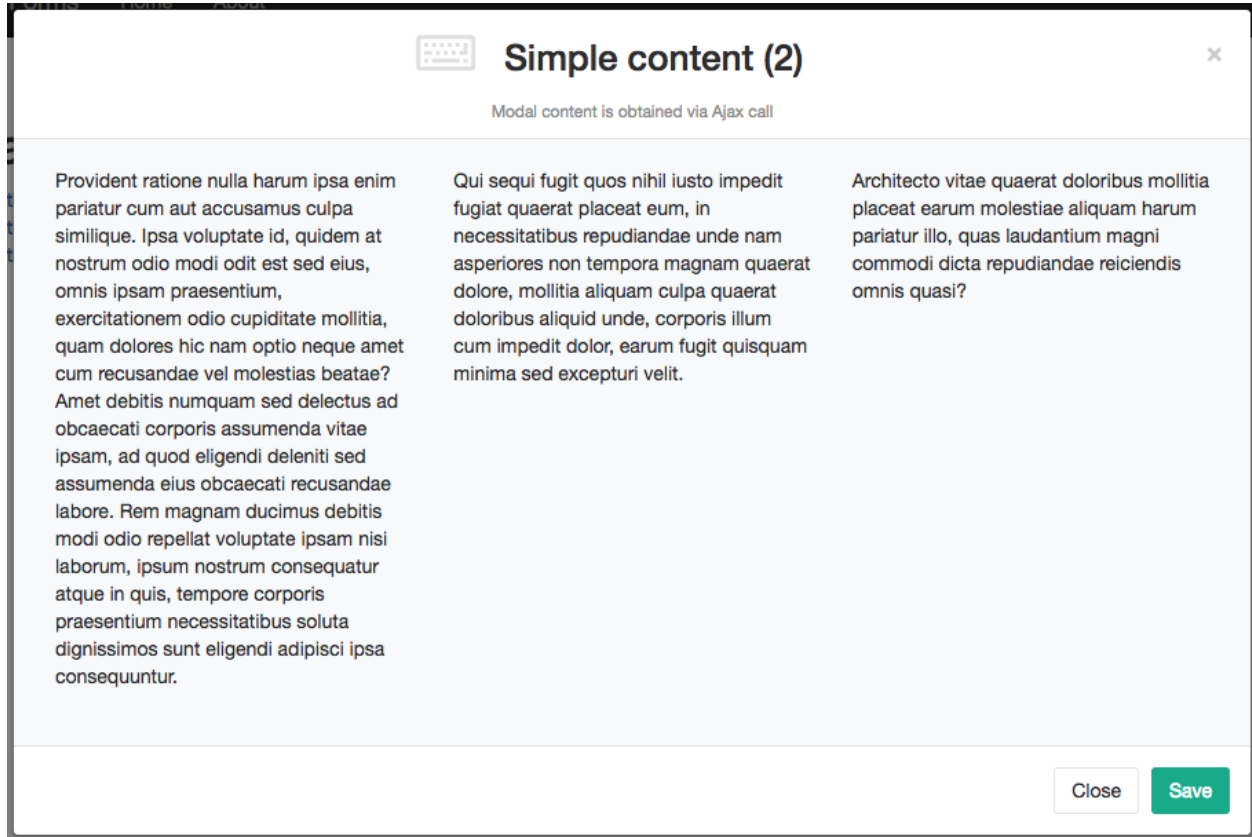 Forms Home About
Simple content (2)
×
Modal content is obtained via Ajax call
Provident ratione nulla harum ipsa enim
pariatur cum aut accusamus culpa
similique. Ipsa voluptate id, quidem at
nostrum odio modi odit est sed eius,
omnis ipsam praesentium,
exercitationem odio cupiditate mollitia,
quam dolores hic nam optio neque amet
cum recusandae vel molestias beatae?
Amet debitis numquam sed delectus ad
obcaecati corporis assumenda vitae
ipsam, ad quod eligendi deleniti sed
assumenda eius obcaecati recusandae
labore. Rem magnam ducimus debitis
modi odio repellat voluptate ipsam nisi
laborum, ipsum nostrum consequatur
atque in quis, tempore corporis
praesentium necessitatibus soluta
dignissimos sunt eligendi adipisci ipsa
consequuntur.
Qui sequi fugit quos nihil iusto impedit
fugiat quaerat placeat eum, in
necessitatibus repudiandae unde nam
asperiores non tempora magnam quaerat
dolore, mollitia aliquam culpa quaerat
doloribus aliquid unde, corporis illum
cum impedit dolor, earum fugit quisquam
minima sed excepturi velit.
Architecto vitae quaerat doloribus mollitia
placeat earum molestiae aliquam harum
pariatur illo, quas laudantium magni
commodi dicta repudiandae reiciendis
omnis quasi?
Close Save